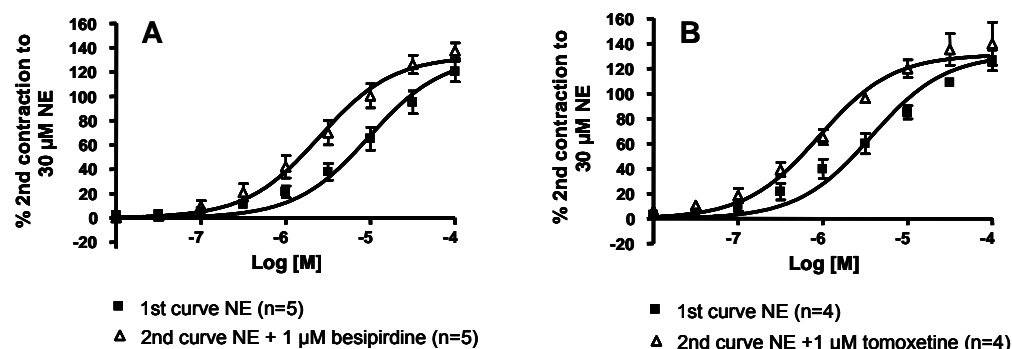 A
% 2nd contraction to
30 µM NE
160
140
120
100
80
60
40
20
0
-20
-7
-6
-5
-4
Log [M]
1st curve NE (n=5)
2nd curve NE + 1 µM besipirdine (n=5)
B
% 2nd contraction to
30 µM NE
160
140
120
100
80
60
40
20
0
-20
-7
-6
-5
-4
Log [M]
1st curve NE (n=4)
2nd curve NE +1 uM tomoxetine (n=4)